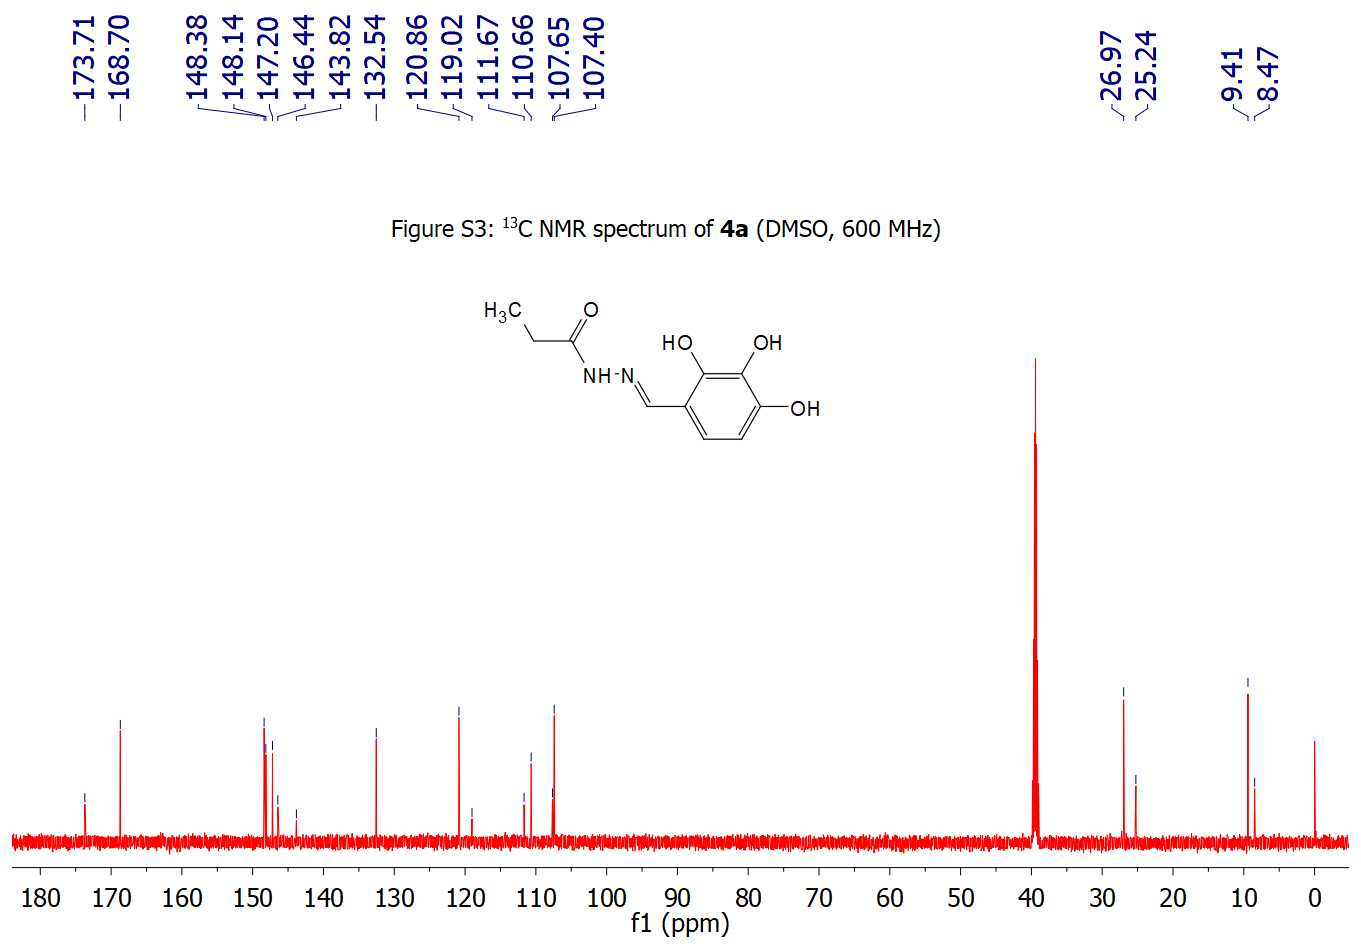 173.71
168.70
148.38
148.14
147.20
146.44
143.82
132.54
120.86
119.02
111.67
110.66
107.65
107.40
26.97
25.24
9.41
8.47
Figure S3: ¹³C NMR spectrum of 4a (DMSO, 600 MHz)
H₃C
O
HO
OH
NH-N
OH
180 170 160 150 140 130 120 110 100 90 80 70 60 50 40 30 20 10 0
f1 (ppm)